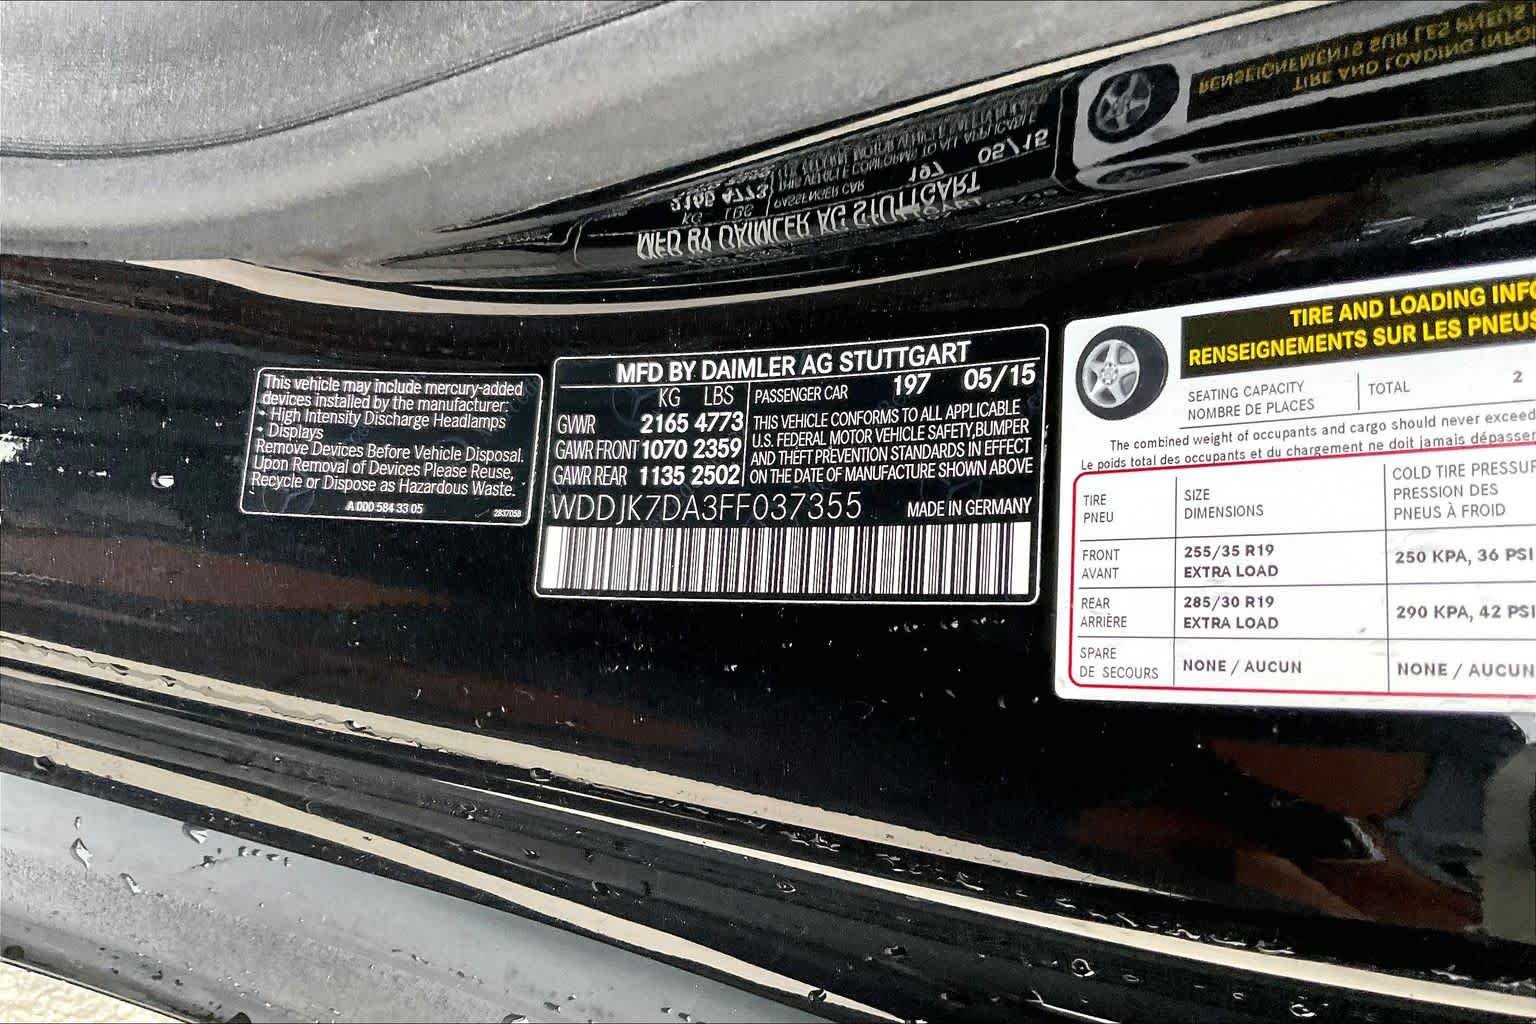 This vehicle may include mercury-added
devices installed by the manufacturer:
• High Intensity Discharge Headlamps
• Displays
Remove Devices Before Vehicle Disposal.
Upon Removal of Devices Please Reuse,
Recycle or Dispose as Hazardous Waste.
A 000 584 33 05
MFD BY DAIMLER AG STUTTGART
KG LBS
GVWR 2165 4773
GAWR FRONT 1070 2359
GAWR REAR 1135 2502
PASSENGER CAR 197 05/15
THIS VEHICLE CONFORMS TO ALL APPLICABLE
U.S. FEDERAL MOTOR VEHICLE SAFETY,BUMPER
AND THEFT PREVENTION STANDARDS IN EFFECT
ON THE DATE OF MANUFACTURE SHOWN ABOVE
WDDJK7DA3FF037355 MADE IN GERMANY
TIRE AND LOADING INFO
RENSEIGNEMENTS SUR LES PNEUS
SEATING CAPACITY
NOMBRE DE PLACES
TOTAL 2
The combined weight of occupants and cargo should never exceed
Le poids total des occupants et du chargement ne doit jamais dépasser
TIRE
PNEU
SIZE
DIMENSIONS
COLD TIRE PRESSUR
PRESSION DES
PNEUS À FROID
FRONT
AVANT
255/35 R19
EXTRA LOAD
250 KPA, 36 PSI
REAR
ARRIÈRE
285/30 R19
EXTRA LOAD
290 KPA, 42 PSI
SPARE
DE SECOURS
NONE / AUCUN
NONE / AUCUN